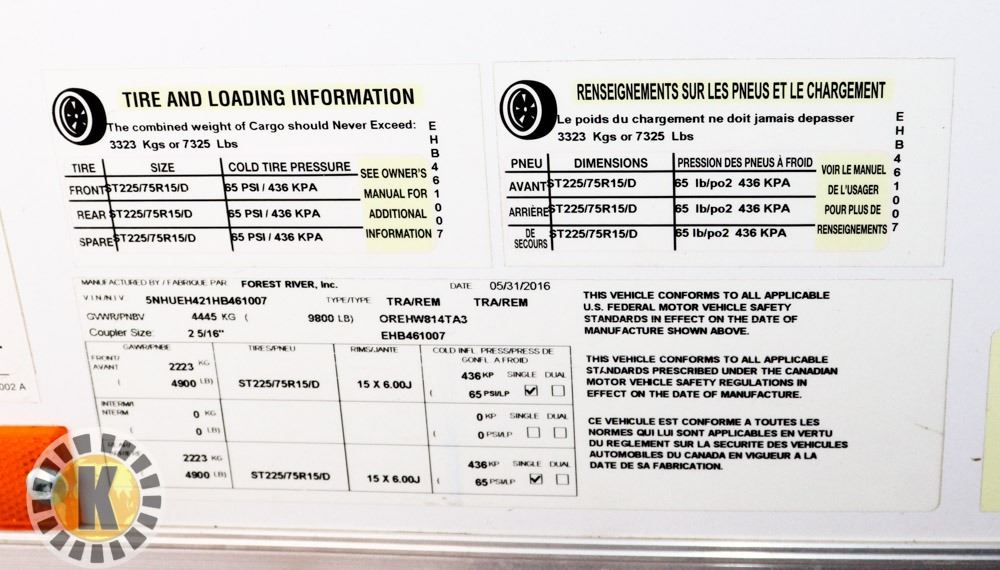 TIRE AND LOADING INFORMATION
The combined weight of Cargo should Never Exceed:
3323 Kgs or 7325 Lbs
TIRE SIZE COLD TIRE PRESSURE
FRONT ST225/75R15/D 65 PSI / 436 KPA
REAR ST225/75R15/D 65 PSI / 436 KPA
SPARE ST225/75R15/D 65 PSI / 436 KPA
SEE OWNER'S
MANUAL FOR
ADDITIONAL
INFORMATION
EHB461007
RENSEIGNEMENTS SUR LES PNEUS ET LE CHARGEMENT
Le poids du chargement ne doit jamais depasser
3323 Kgs or 7325 Lbs
PNEU DIMENSIONS PRESSION DES PNEUS À FROID
AVANT ST225/75R15/D 65 lb/po2 436 KPA
ARRIÈRE ST225/75R15/D 65 lb/po2 436 KPA
DE
SECOURS ST225/75R15/D 65 lb/po2 436 KPA
VOIR LE MANUEL
DE L'USAGER
POUR PLUS DE
RENSEIGNEMENTS
EHB461007
MANUFACTURED BY / FABRIQUE PAR FOREST RIVER, Inc. DATE 05/31/2016
V.I.N./N.I.V 5NHUEH421HB461007 TYPE/TYPE TRA/REM TRA/REM
GVWR/PNBV 4445 KG ( 9800 LB) OREHW814TA3
Coupler Size: 2 5/16" EHB461007
GAWR/PNBE TIRES/PNEU RIMS/JANTE COLD INFL PRESS/PRESS DE
GONFL A FROID
FRONT/
AVANT 2223 KG 436 KP SINGLE DUAL
( 4900 LB) ST225/75R15/D 15 X 6.00J ( 65 PSI/LP
INTERM/I
NTERM 0 KG 0 KP SINGLE DUAL
( 0 LB) ( 0 PSI/LP
2223 KG 436 KP SINGLE DUAL
4900 LB) ST225/75R15/D 15 X 6.00J ( 65 PSI/LP
THIS VEHICLE CONFORMS TO ALL APPLICABLE
U.S. FEDERAL MOTOR VEHICLE SAFETY
STANDARDS IN EFFECT ON THE DATE OF
MANUFACTURE SHOWN ABOVE.
THIS VEHICLE CONFORMS TO ALL APPLICABLE
STANDARDS PRESCRIBED UNDER THE CANADIAN
MOTOR VEHICLE SAFETY REGULATIONS IN
EFFECT ON THE DATE OF MANUFACTURE.
CE VEHICULE EST CONFORME A TOUTES LES
NORMES QUI LUI SONT APPLICABLES EN VERTU
DU REGLEMENT SUR LA SECURITE DES VEHICULES
AUTOMOBILES DU CANADA EN VIGUEUR A LA
DATE DE SA FABRICATION.
002 A
K